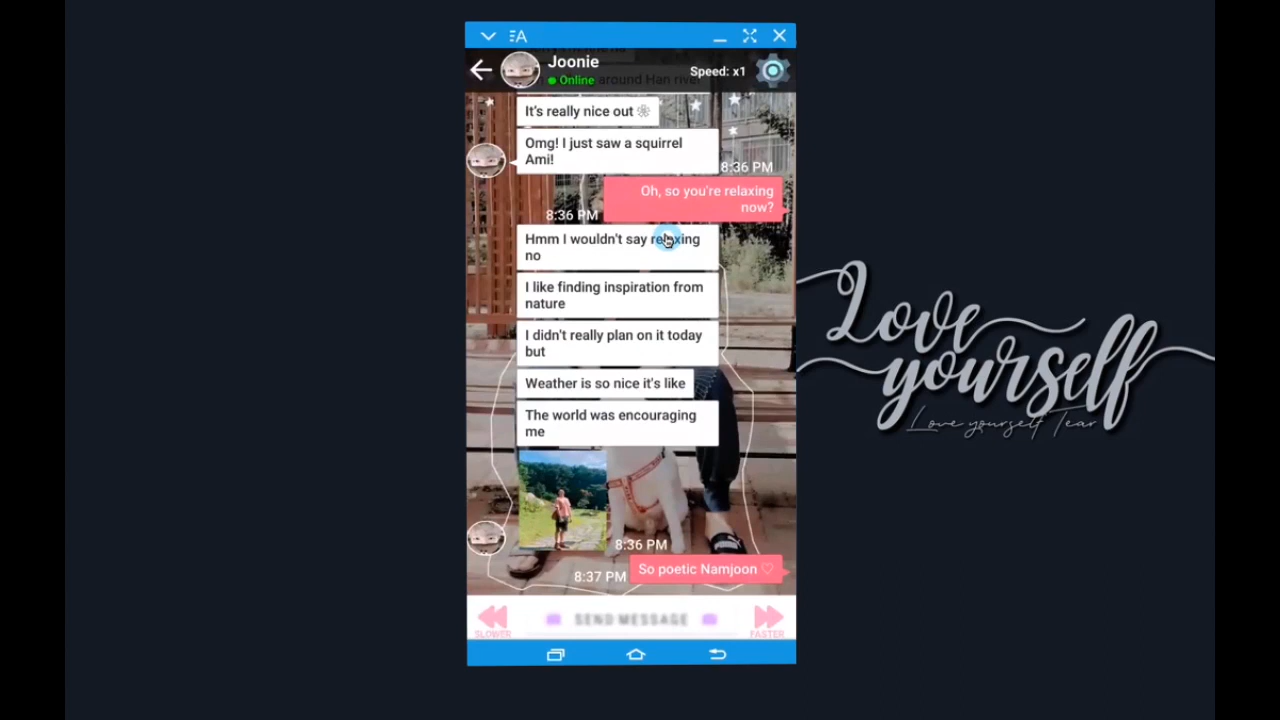 Joonie
Online
around Han river
Speed: x1
It's really nice out
Omg! I just saw a squirrel
Ami!
8:36 PM
Oh, so you're relaxing
now?
8:36 PM
Hmm I wouldn't say relaxing
no
I like finding inspiration from
nature
I didn't really plan on it today
but
Weather is so nice it's like
The world was encouraging
me
8:36 PM
So poetic Namjoon ♡
8:37 PM
SLOWER
SEND MESSAGE
FASTER
Love
yourself
Love yourself Tear